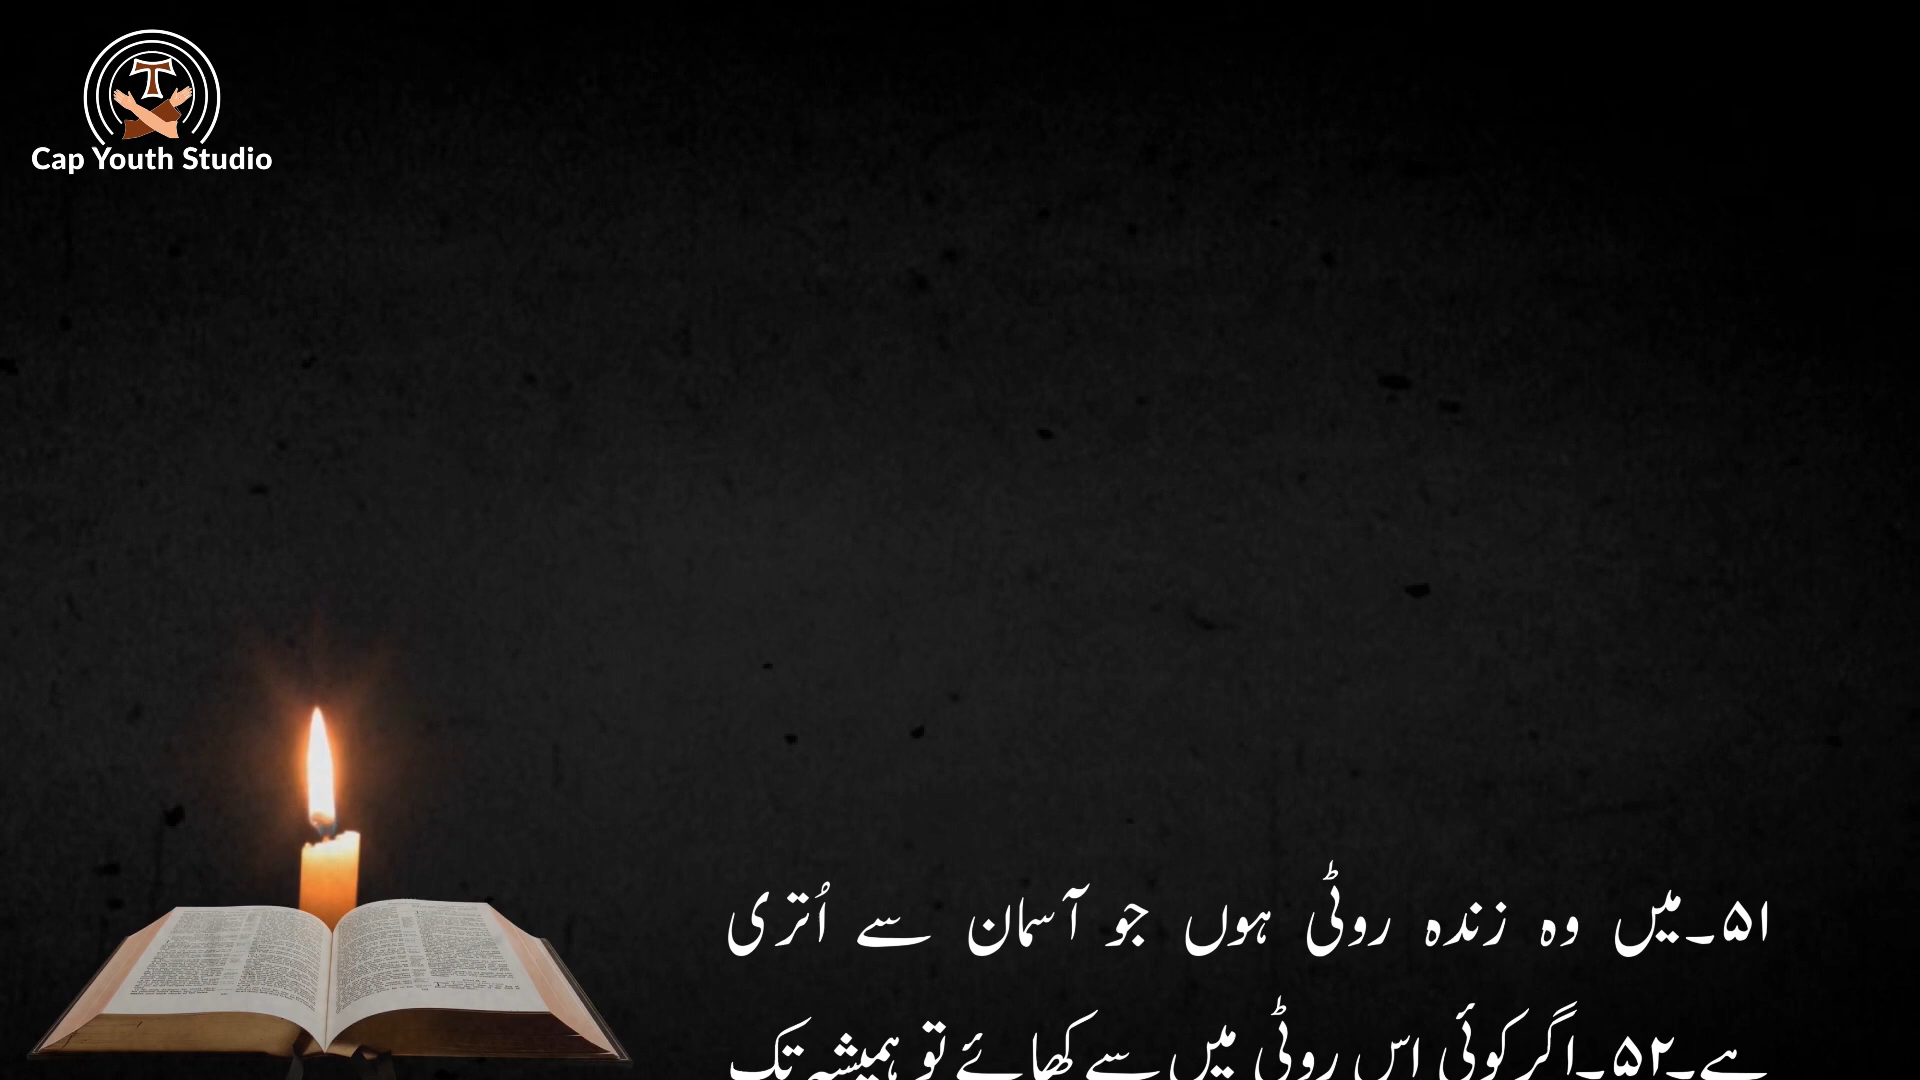 Cap Youth Studio
۵۱۔میں وہ زندہ روٹی ہوں جو آسمان سے اُتری
ہے۔۵۲۔اگر کوئی اس روٹی میں سے کھائے تو ہمیشہ تک